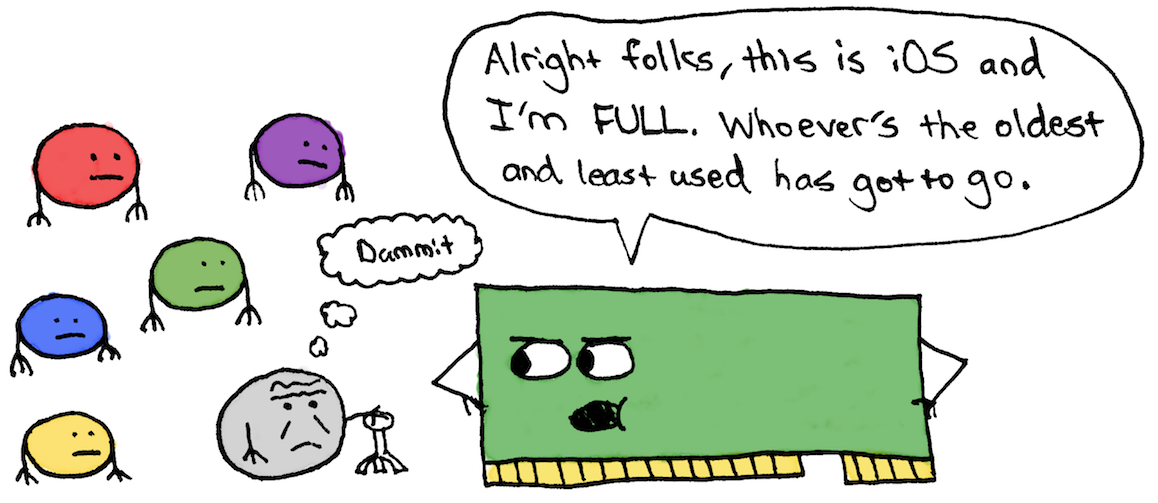 Alright folks, this is iOS and
I'm FULL. Whoever's the oldest
and least used has got to go.
Dammit